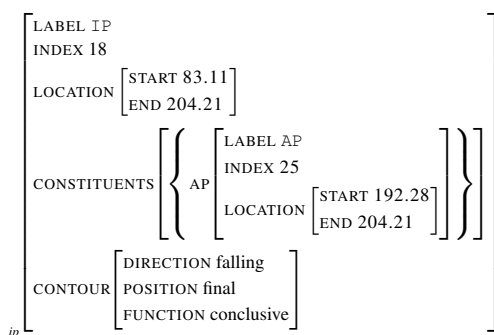 LABEL IP
INDEX 18
LOCATION START 83.11
END 204.21
CONSTITUENTS { AP LABEL AP
INDEX 25
LOCATION START 192.28
END 204.21 }
CONTOUR DIRECTION falling
POSITION final
FUNCTION conclusive
ip